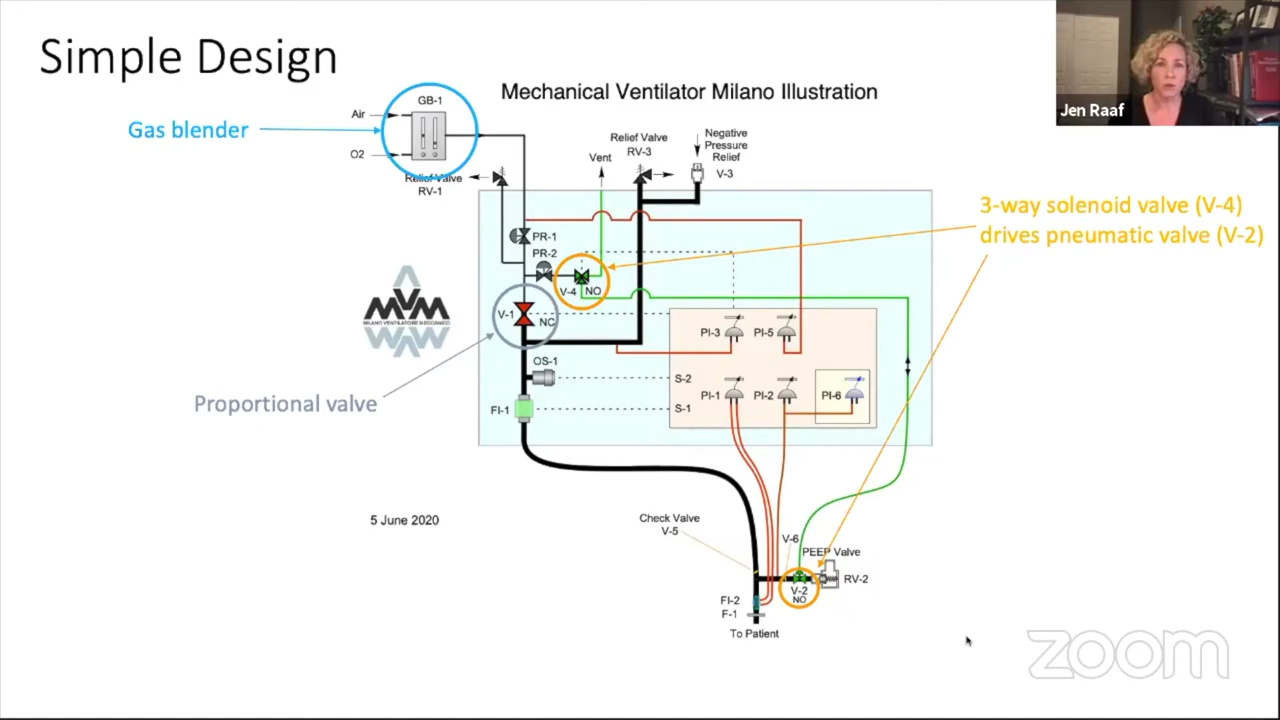 Simple Design
Mechanical Ventilator Milano Illustration
Jen Raaf
Gas blender
GB-1
Air
O2
Relief Valve
RV-1
Vent
Relief Valve
RV-3
Negative
Pressure
Relief
V-3
3-way solenoid valve (V-4)
drives pneumatic valve (V-2)
PR-1
PR-2
V-4
NO
V-1
NC
MVM
MILANO VENTILATORE MECCANICO
Proportional valve
OS-1
FI-1
PI-3
PI-5
S-2
S-1
PI-1
PI-2
PI-6
5 June 2020
Check Valve
V-5
V-6
PEEP Valve
V-2
NO
RV-2
FI-2
F-1
To Patient
zoom